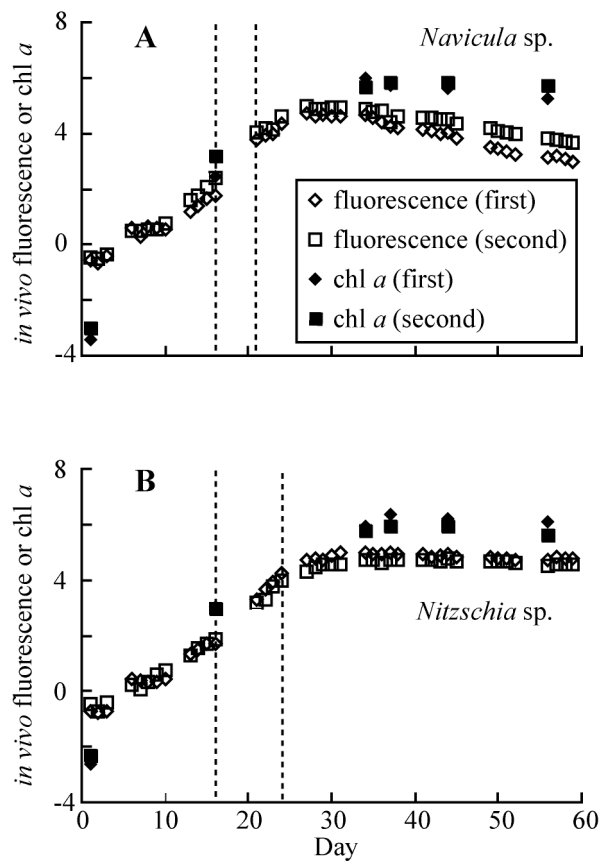 8
A
Navicula sp.
4
0
-4
in vivo fluorescence or chl a
fluorescence (first)
fluorescence (second)
chl a (first)
chl a (second)
Day
8
B
4
Nitzschia sp.
0
-4
in vivo fluorescence or chl a
0 10 20 30 40 50 60
Day